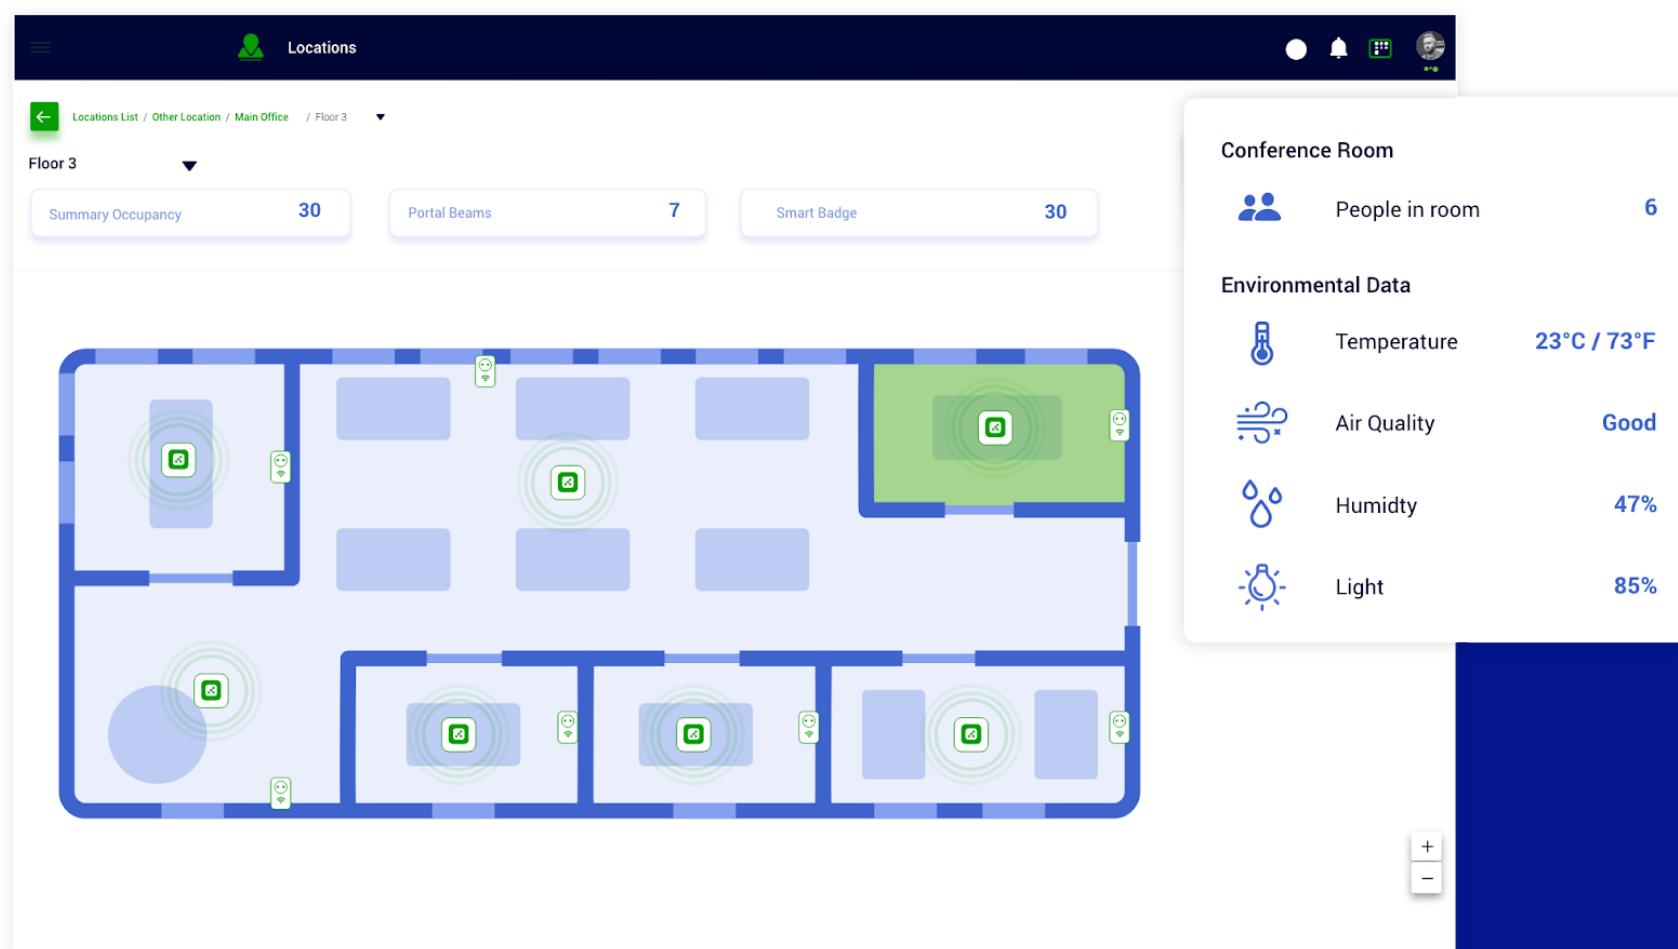 Locations
Locations List / Other Location / Main Office / Floor 3
Floor 3
Summary Occupancy 30
Portal Beams 7
Smart Badge 30
Conference Room
People in room 6
Environmental Data
Temperature 23°C / 73°F
Air Quality Good
Humidty 47%
Light 85%
+
−